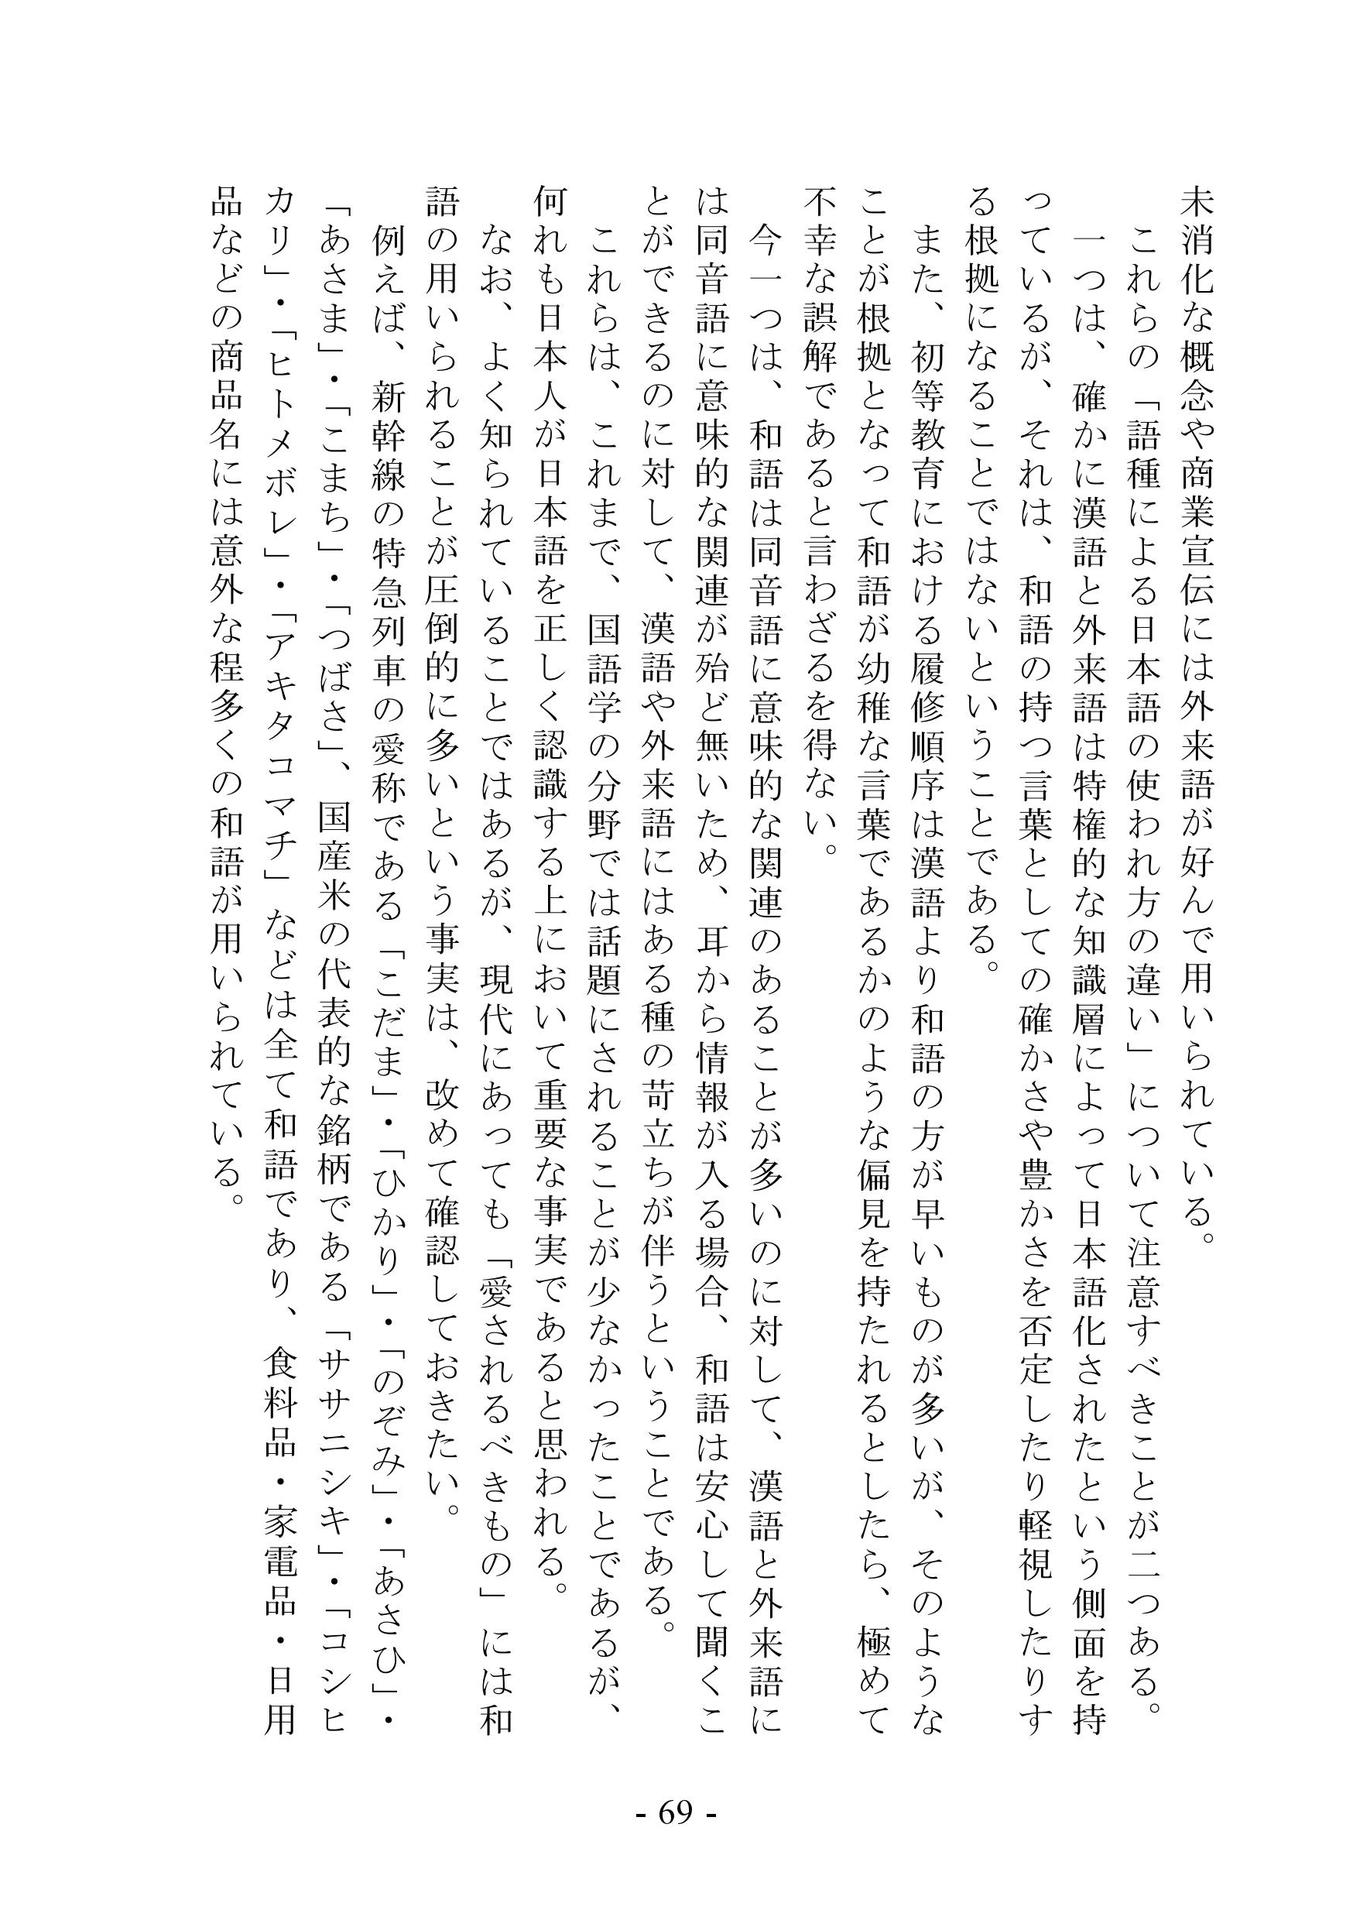 未消化な概念や商業宣伝には外来語が好んで用いられている。
これらの「語種による日本語の使われ方の違い」について注意すべきことが二つある。
一つは、確かに漢語と外来語は特権的な知識層によって日本語化されたという側面を持
っているが、それは、和語の持つ言葉としての確かさや豊かさを否定したり軽視したりす
る根拠になることではないということである。
また、初等教育における履修順序は漢語より和語の方が早いものが多いが、そのような
ことが根拠となって和語が幼稚な言葉であるかのような偏見を持たれるとしたら、極めて
不幸な誤解であると言わざるを得ない。
今一つは、和語は同音語に意味的な関連のあることが多いのに対して、漢語と外来語に
は同音語に意味的な関連が殆ど無いため、耳から情報が入る場合、和語は安心して聞くこ
とができるのに対して、漢語や外来語にはある種の苛立ちが伴うということである。
これらは、これまで、国語学の分野では話題にされることが少なかったことであるが、
何れも日本人が日本語を正しく認識する上において重要な事実であると思われる。
なお、よく知られていることではあるが、現代にあっても「愛されるべきもの」には和
語の用いられることが圧倒的に多いという事実は、改めて確認しておきたい。
例えば、新幹線の特急列車の愛称である「こだま」・「ひかり」・「のぞみ」・「あさひ」・
「あさま」・「こまち」・「つばさ」、国産米の代表的な銘柄である「ササニシキ」・「コシヒ
カリ」・「ヒトメボレ」・「アキタコマチ」などは全て和語であり、食料品・家電品・日用
品などの商品名には意外な程多くの和語が用いられている。
- 69 -